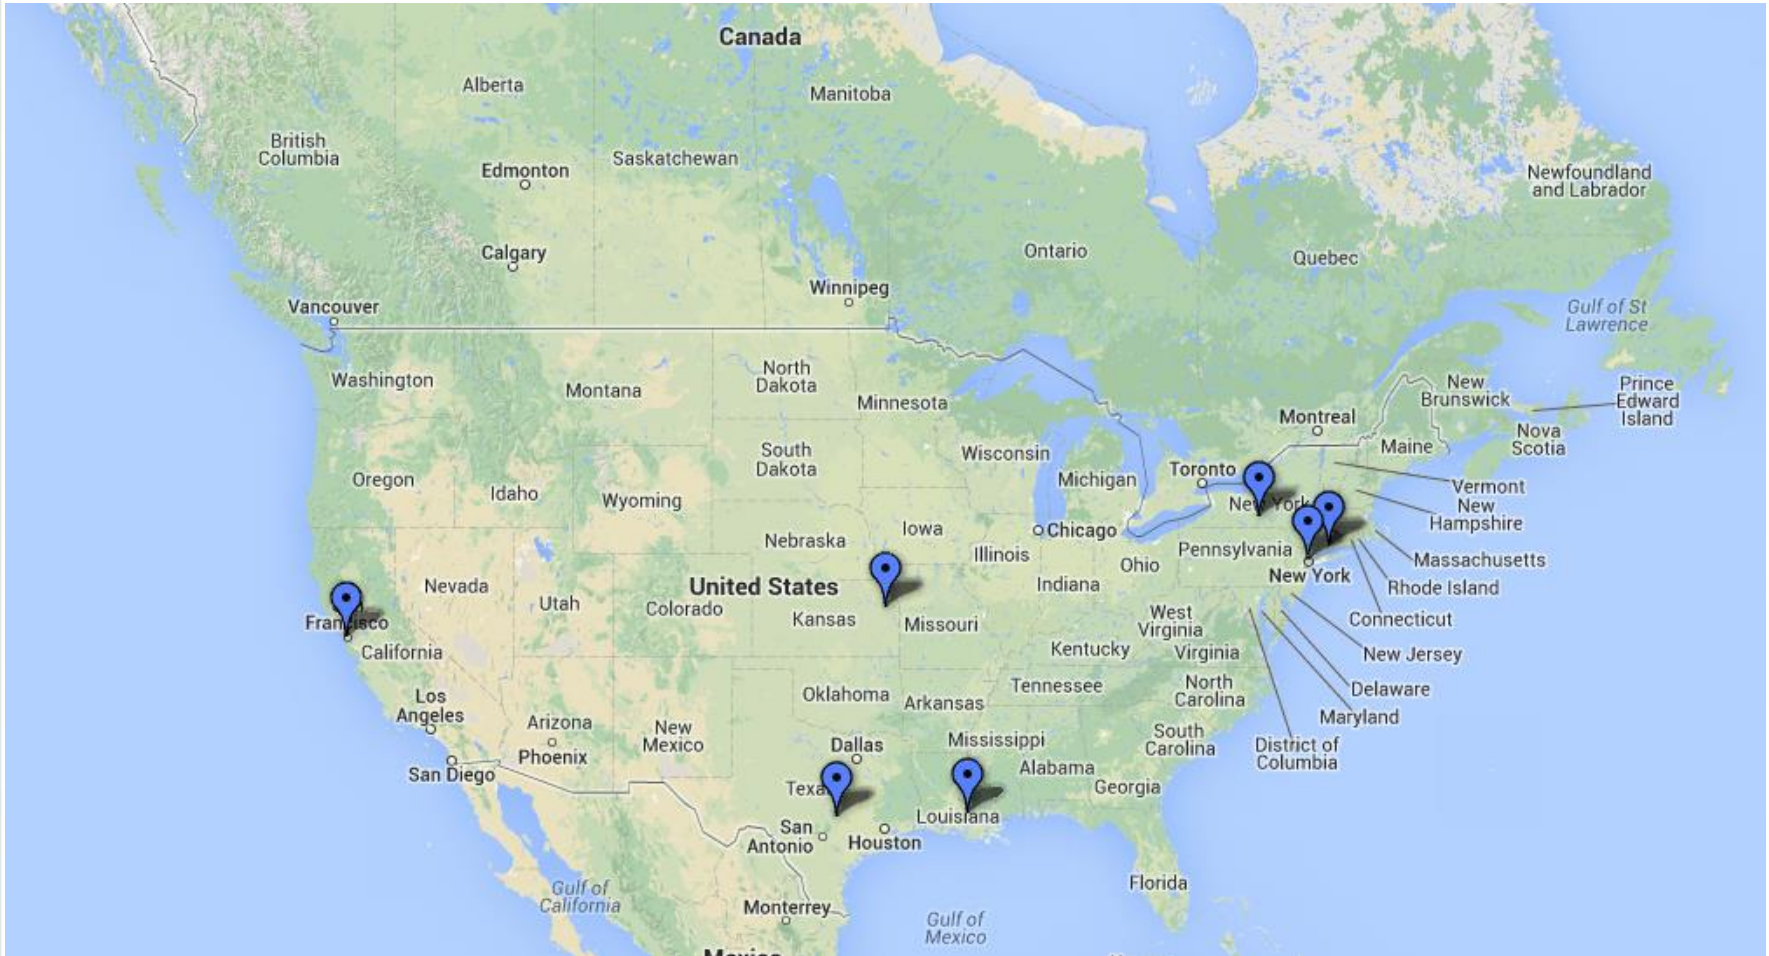 Canada
Alberta
Manitoba
British
Columbia
Edmonton
Saskatchewan
Newfoundland
and Labrador
Calgary
Ontario
Quebec
Winnipeg
Vancouver
Gulf of St
Lawrence
Washington
Montana
North
Dakota
Minnesota
New
Brunswick
Prince
Edward
Island
Montreal
Nova
Scotia
Maine
Oregon
Idaho
Wyoming
South
Dakota
Wisconsin
Michigan
Toronto
Vermont
New York
New
Hampshire
Nebraska
Iowa
Illinois
Chicago
Ohio
Pennsylvania
Massachusetts
New York
Rhode Island
Nevada
Utah
United States
Colorado
Kansas
Missouri
Indiana
West
Virginia
Connecticut
Francisco
California
Kentucky
Virginia
New Jersey
Los
Angeles
Arizona
Phoenix
New
Mexico
Oklahoma
Arkansas
Tennessee
North
Carolina
Delaware
Maryland
San Diego
Dallas
Mississippi
Alabama
South
Carolina
District of
Columbia
Georgia
Texa
San
Antonio
Houston
Louisiana
Gulf of
California
Monterrey
Gulf of
Mexico
Florida
Mexico